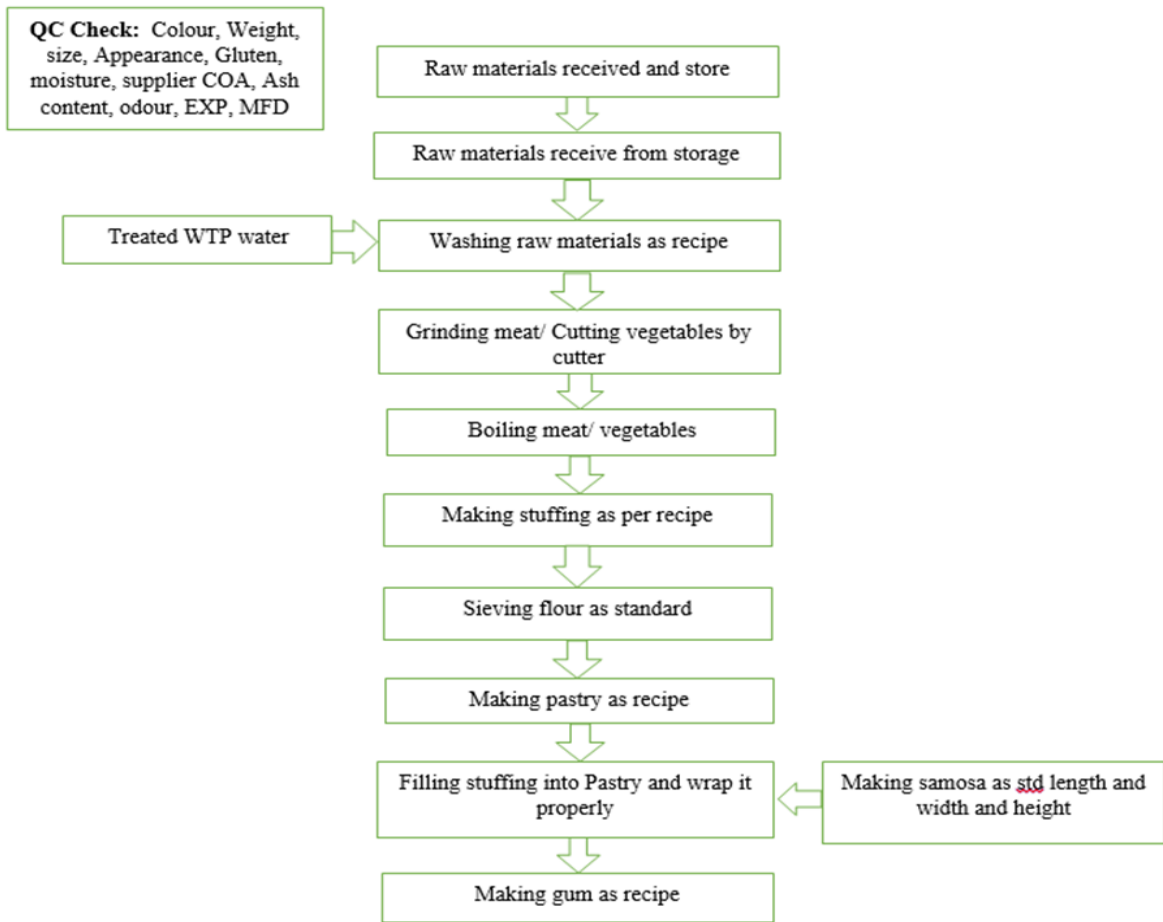 QC Check: Colour, Weight,
size, Appearance, Gluten,
moisture, supplier COA, Ash
content, odour, EXP, MFD
Raw materials received and store
Raw materials receive from storage
Treated WTP water
Washing raw materials as recipe
Grinding meat/ Cutting vegetables by
cutter
Boiling meat/ vegetables
Making stuffing as per recipe
Sieving flour as standard
Making pastry as recipe
Filling stuffing into Pastry and wrap it
properly
Making samosa as std length and
width and height
Making gum as recipe